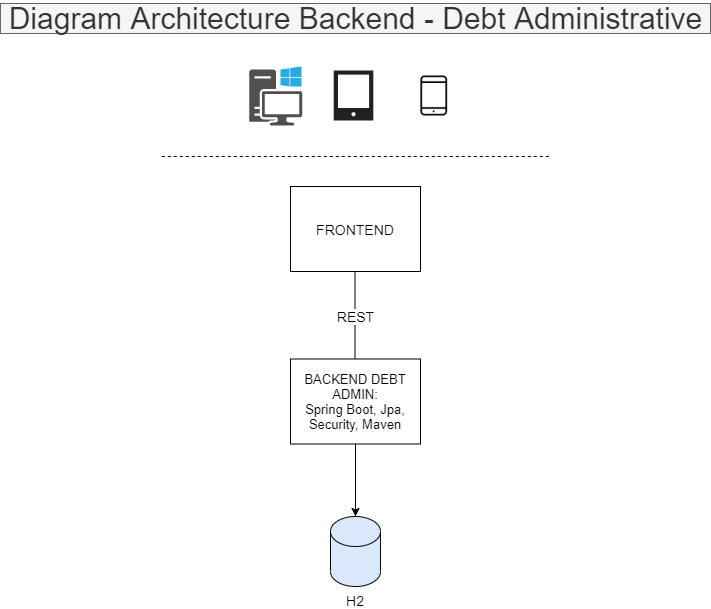 Diagram Architecture Backend - Debt Administrative
FRONTEND
REST
BACKEND DEBT
ADMIN:
Spring Boot, Jpa,
Security, Maven
H2